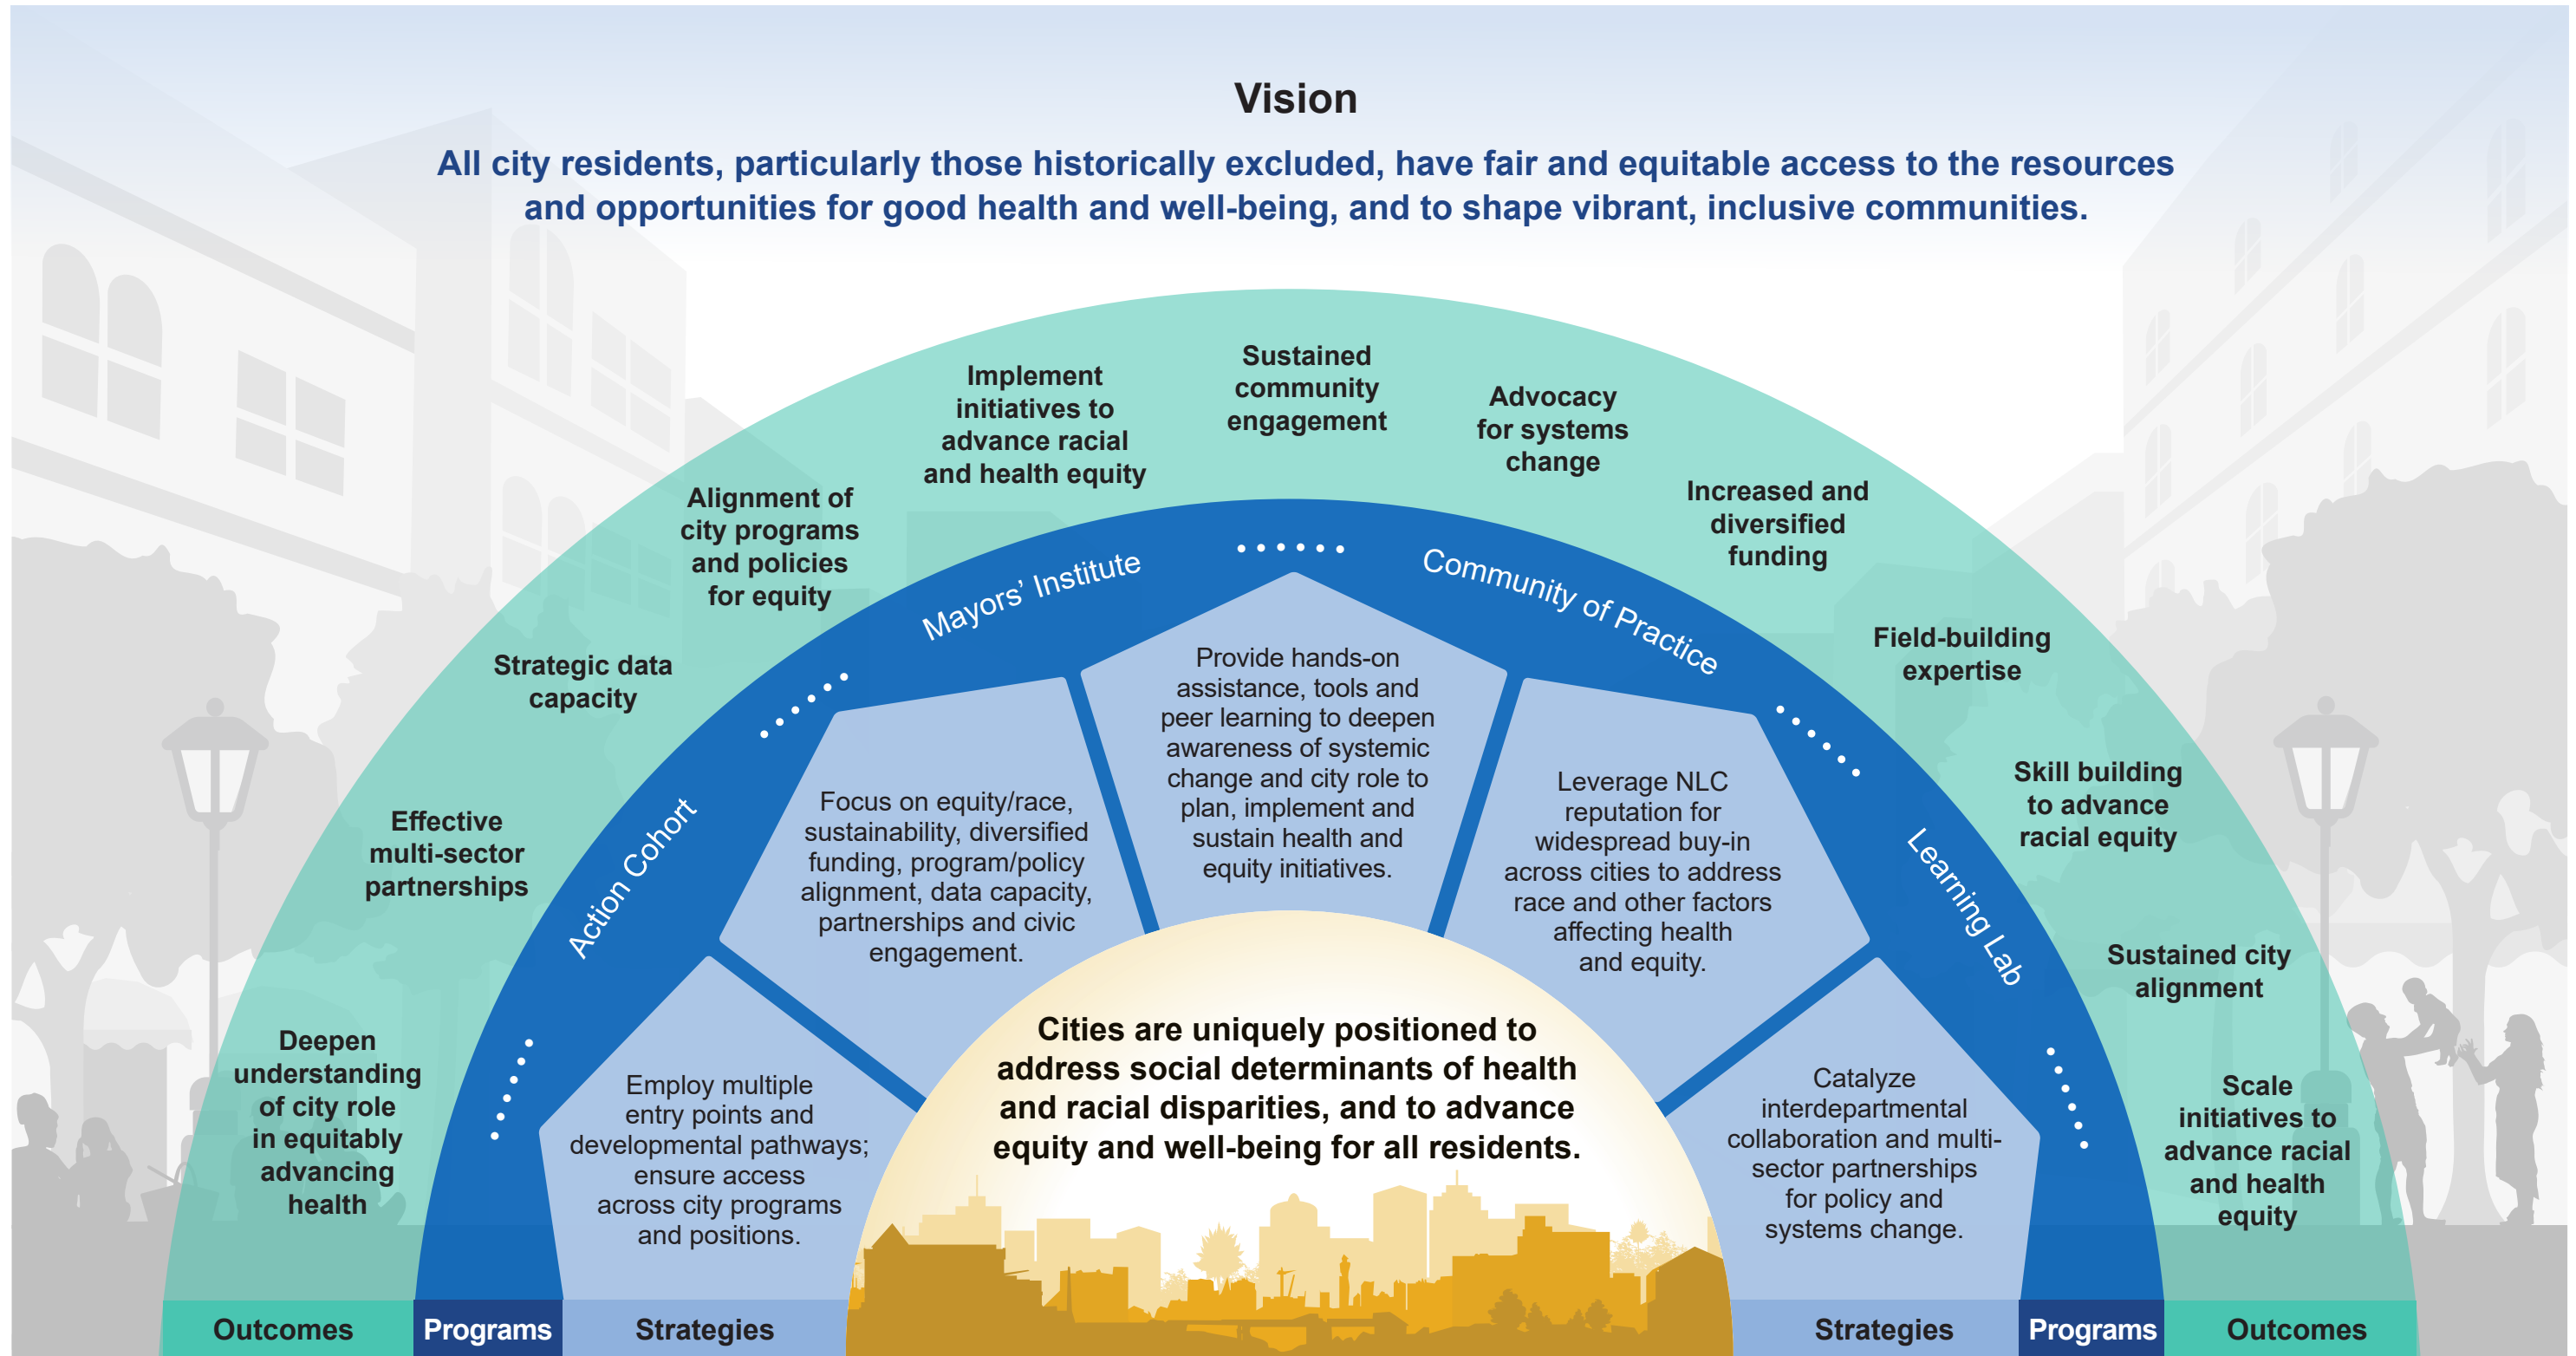 Vision
All city residents, particularly those historically excluded, have fair and equitable access to the resources
and opportunities for good health and well-being, and to shape vibrant, inclusive communities.
Deepen
understanding
of city role
in equitably
advancing
health
Effective
multi-sector
partnerships
Strategic data
capacity
Alignment of
city programs
and policies
for equity
Implement
initiatives to
advance racial
and health equity
Sustained
community
engagement
Advocacy
for systems
change
Increased and
diversified
funding
Field-building
expertise
Skill building
to advance
racial equity
Sustained city
alignment
Scale
initiatives to
advance racial
and health
equity
Action Cohort
Mayors’ Institute
Community of Practice
Learning Lab
Employ multiple
entry points and
developmental pathways;
ensure access
across city programs
and positions.
Focus on equity/race,
sustainability, diversified
funding, program/policy
alignment, data capacity,
partnerships and civic
engagement.
Provide hands-on
assistance, tools and
peer learning to deepen
awareness of systemic
change and city role to
plan, implement and
sustain health and
equity initiatives.
Leverage NLC
reputation for
widespread buy-in
across cities to address
race and other factors
affecting health
and equity.
Catalyze
interdepartmental
collaboration and multi-
sector partnerships
for policy and
systems change.
Cities are uniquely positioned to
address social determinants of health
and racial disparities, and to advance
equity and well-being for all residents.
Outcomes
Programs
Strategies
Strategies
Programs
Outcomes